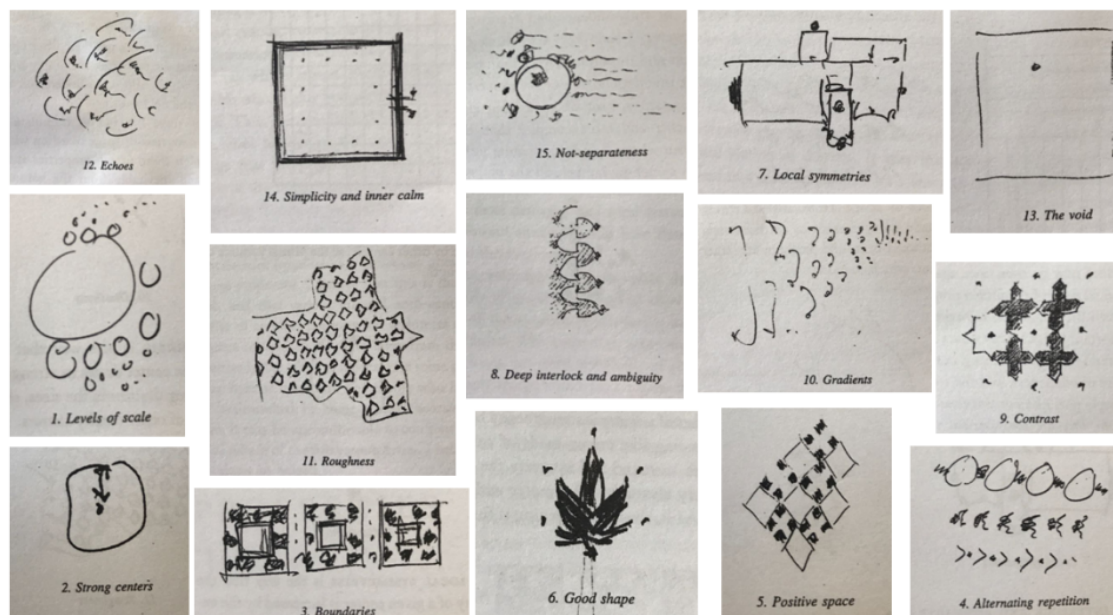 12. Echoes
14. Simplicity and inner calm
15. Not-separateness
7. Local symmetries
13. The void
1. Levels of scale
11. Roughness
8. Deep interlock and ambiguity
10. Gradients
9. Contrast
2. Strong centers
3. Boundaries
6. Good shape
5. Positive space
4. Alternating repetition